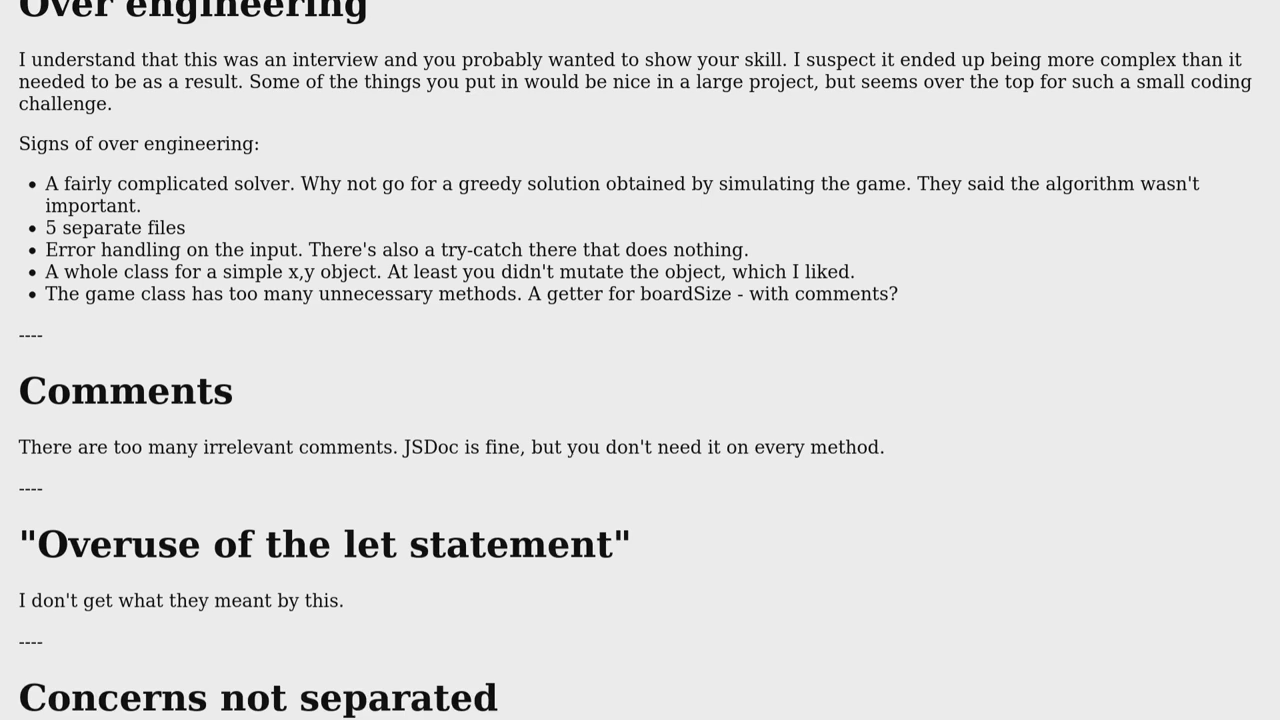 Over engineering
I understand that this was an interview and you probably wanted to show your skill. I suspect it ended up being more complex than it
needed to be as a result. Some of the things you put in would be nice in a large project, but seems over the top for such a small coding
challenge.
Signs of over engineering:
• A fairly complicated solver. Why not go for a greedy solution obtained by simulating the game. They said the algorithm wasn't
important.
• 5 separate files
• Error handling on the input. There's also a try-catch there that does nothing.
• A whole class for a simple x,y object. At least you didn't mutate the object, which I liked.
• The game class has too many unnecessary methods. A getter for boardSize - with comments?
----
Comments
There are too many irrelevant comments. JSDoc is fine, but you don't need it on every method.
----
"Overuse of the let statement"
I don't get what they meant by this.
----
Concerns not separated